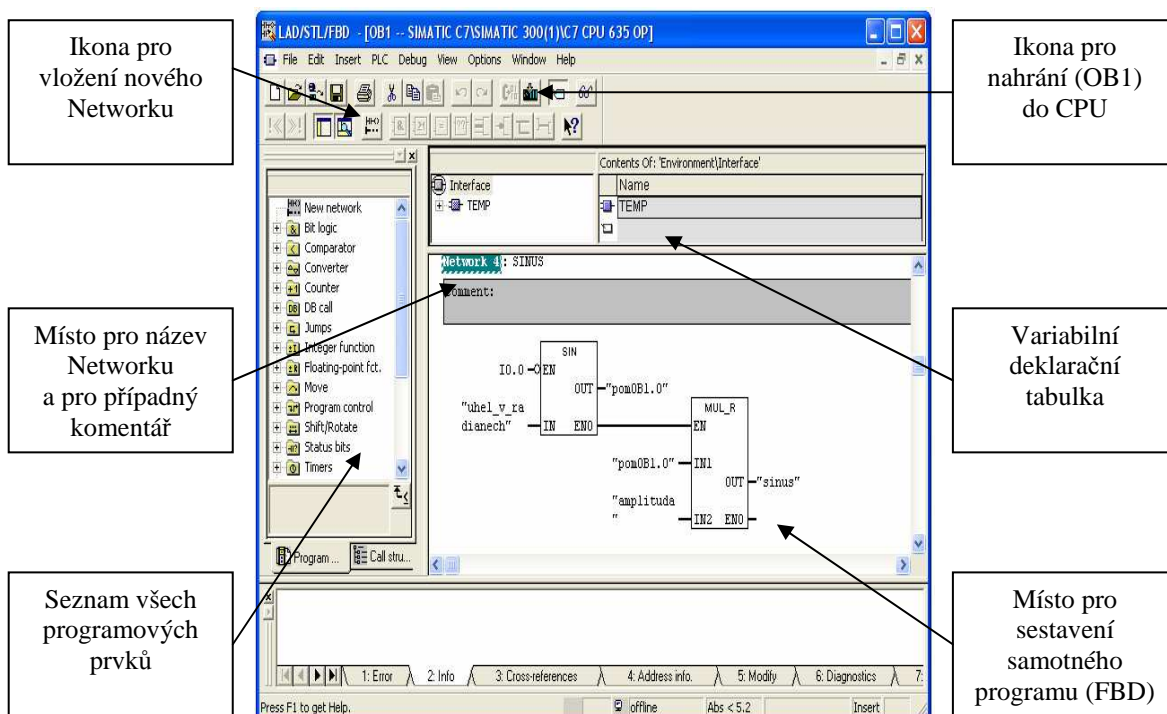 Ikona pro
vložení nového
Networku
Místo pro název
Networku
a pro případný
komentář
Seznam všech
programových
prvků
LAD/STL/FBD - [OB1 -- SIMATIC C7\SIMATIC 300(1)\C7 CPU 635 OP]
File Edit Insert PLC Debug View Options Window Help
New network
Bit logic
Comparator
Converter
Counter
DB call
Jumps
Integer function
Floating-point fct.
Move
Program control
Shift/Rotate
Status bits
Timers
Program ... Call stru...
Contents Of: 'Environment\Interface'
Interface
TEMP
Name
TEMP
Network 4: SINUS
Comment:
SIN
I0.0 EN
OUT "pomOB1.0"
"uhel_v_ra
dianech" IN ENO
MUL_R
EN
"pomOB1.0" IN1
OUT "sinus"
"amplituda
" IN2 ENO
1: Error 2: Info 3: Cross-references 4: Address info. 5: Modify 6: Diagnostics 7:
Press F1 to get Help. offline Abs < 5.2 Insert
Ikona pro
nahrání (OB1)
do CPU
Variabilní
deklarační
tabulka
Místo pro
sestavení
samotného
programu (FBD)